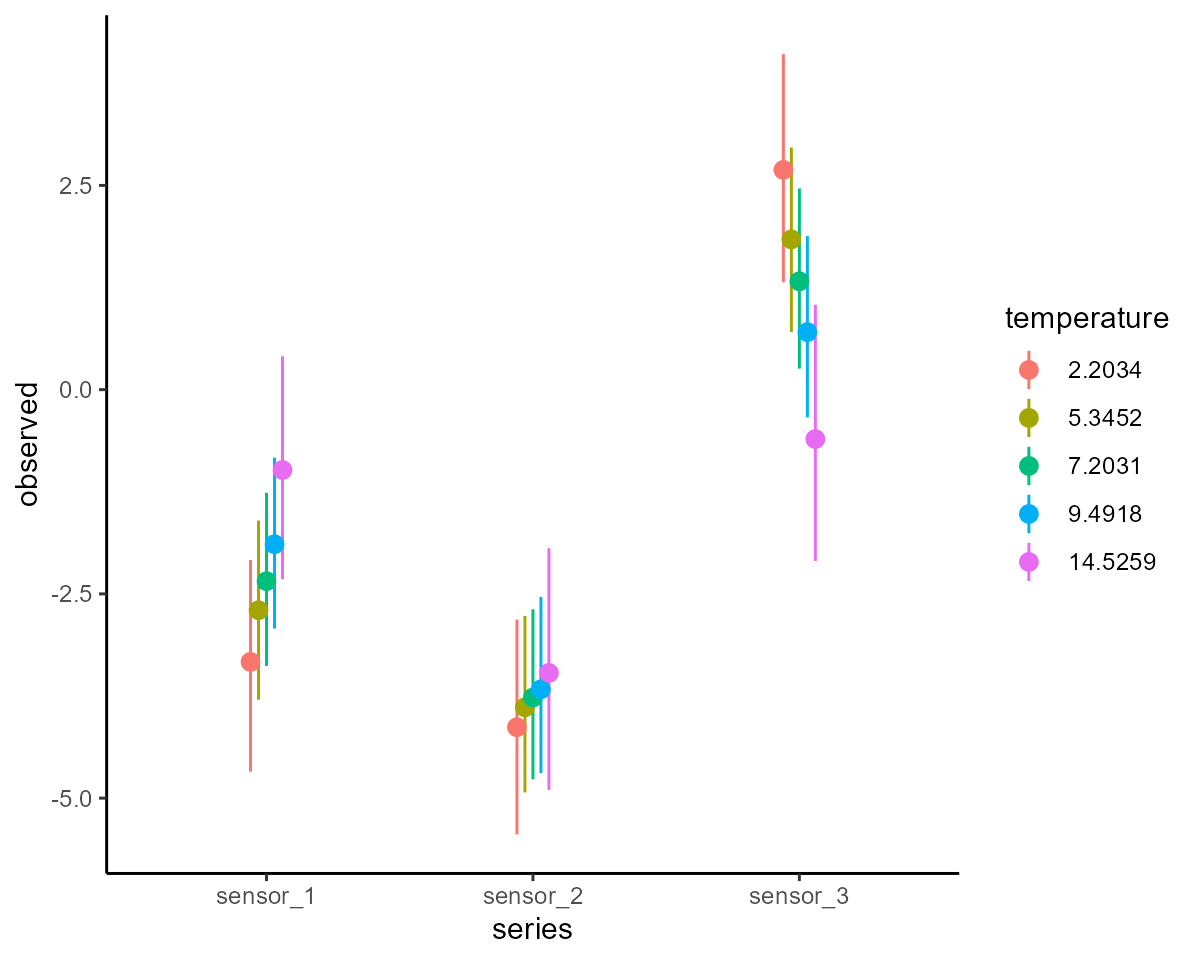 observed
2.5
0.0
-2.5
-5.0
sensor_1
sensor_2
sensor_3
series
temperature
2.2034
5.3452
7.2031
9.4918
14.5259